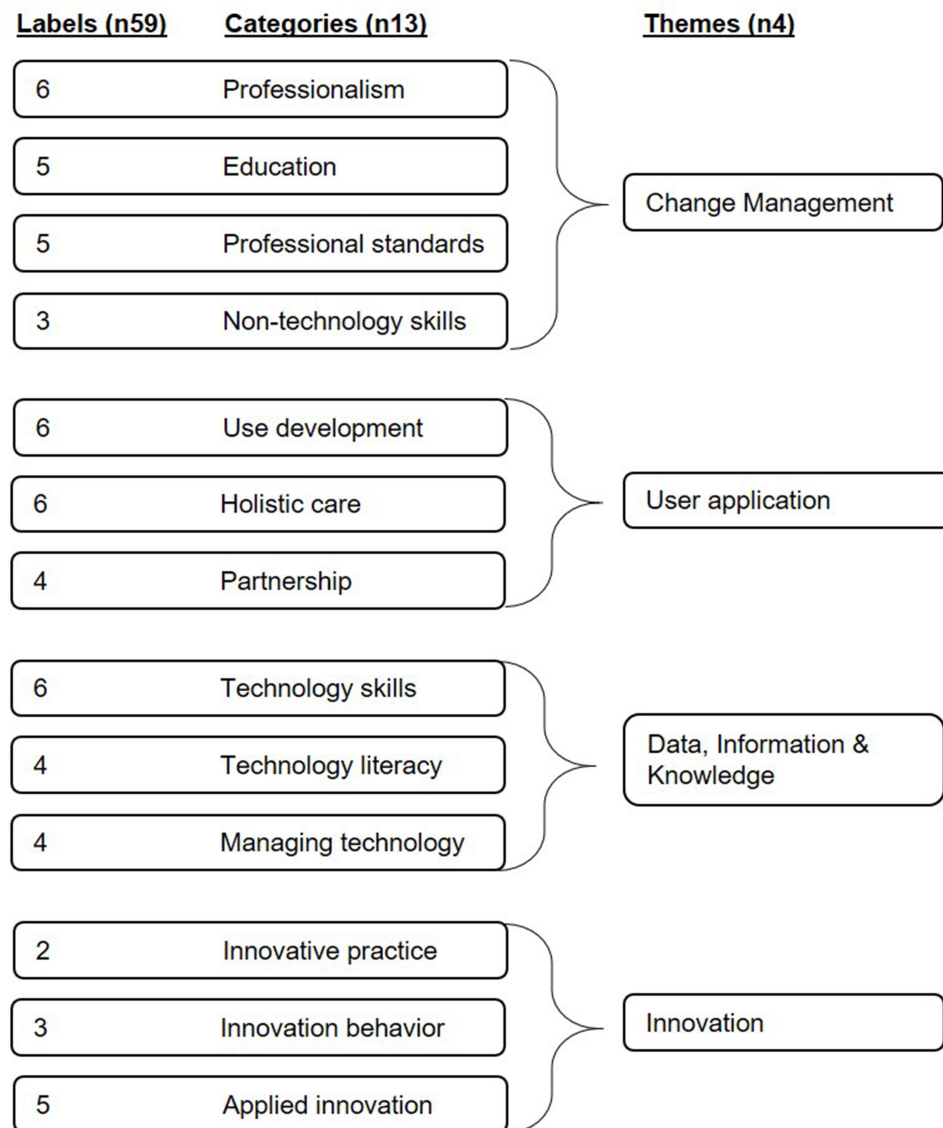 Labels (n59) Categories (n13) Themes (n4)
6 Professionalism
5 Education
Change Management
5 Professional standards
3 Non-technology skills
6 Use development
6 Holistic care
User application
4 Partnership
6 Technology skills
Data, Information &
Knowledge
4 Technology literacy
4 Managing technology
2 Innovative practice
3 Innovation behavior
Innovation
5 Applied innovation